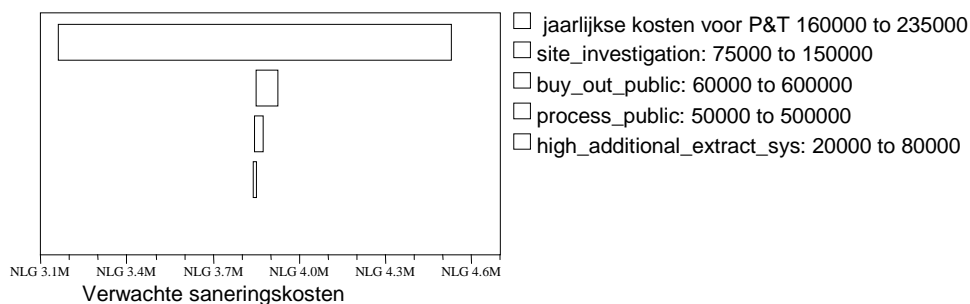 jaarlijkse kosten voor P&T 160000 to 235000
site_investigation: 75000 to 150000
buy_out_public: 60000 to 600000
process_public: 50000 to 500000
high_additional_extract_sys: 20000 to 80000
NLG 3.1M NLG 3.4M NLG 3.7M NLG 4.0M NLG 4.3M NLG 4.6M
Verwachte saneringskosten